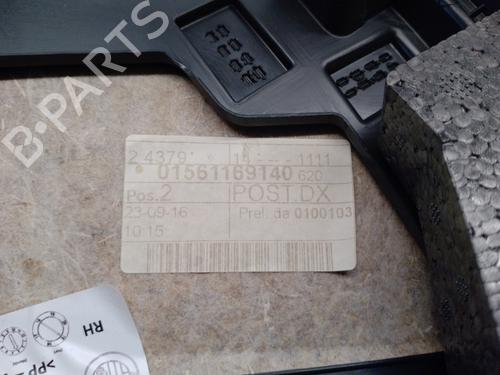 B-PARTS
2 4379
1111
01561169140 620
Pos.2 POST.DX
23-09-16 Prel. da 0100103
10:15
RH
>PP